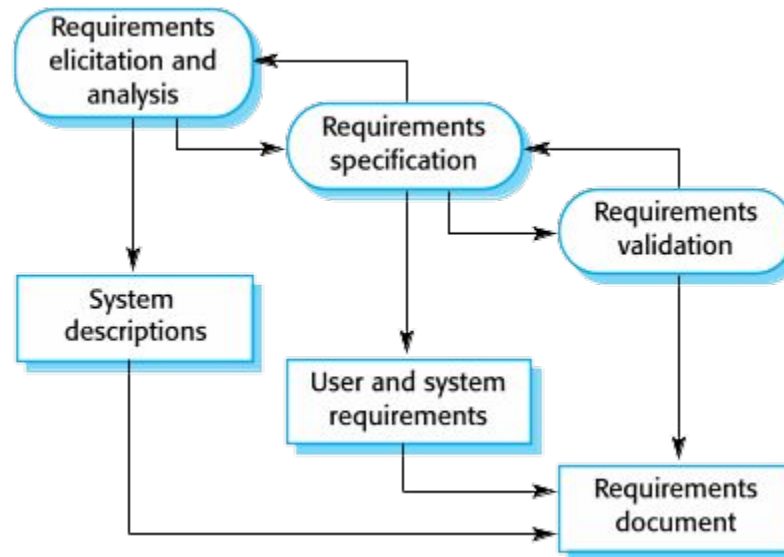 Requirements
elicitation and
analysis
Requirements
specification
Requirements
validation
System
descriptions
User and system
requirements
Requirements
document